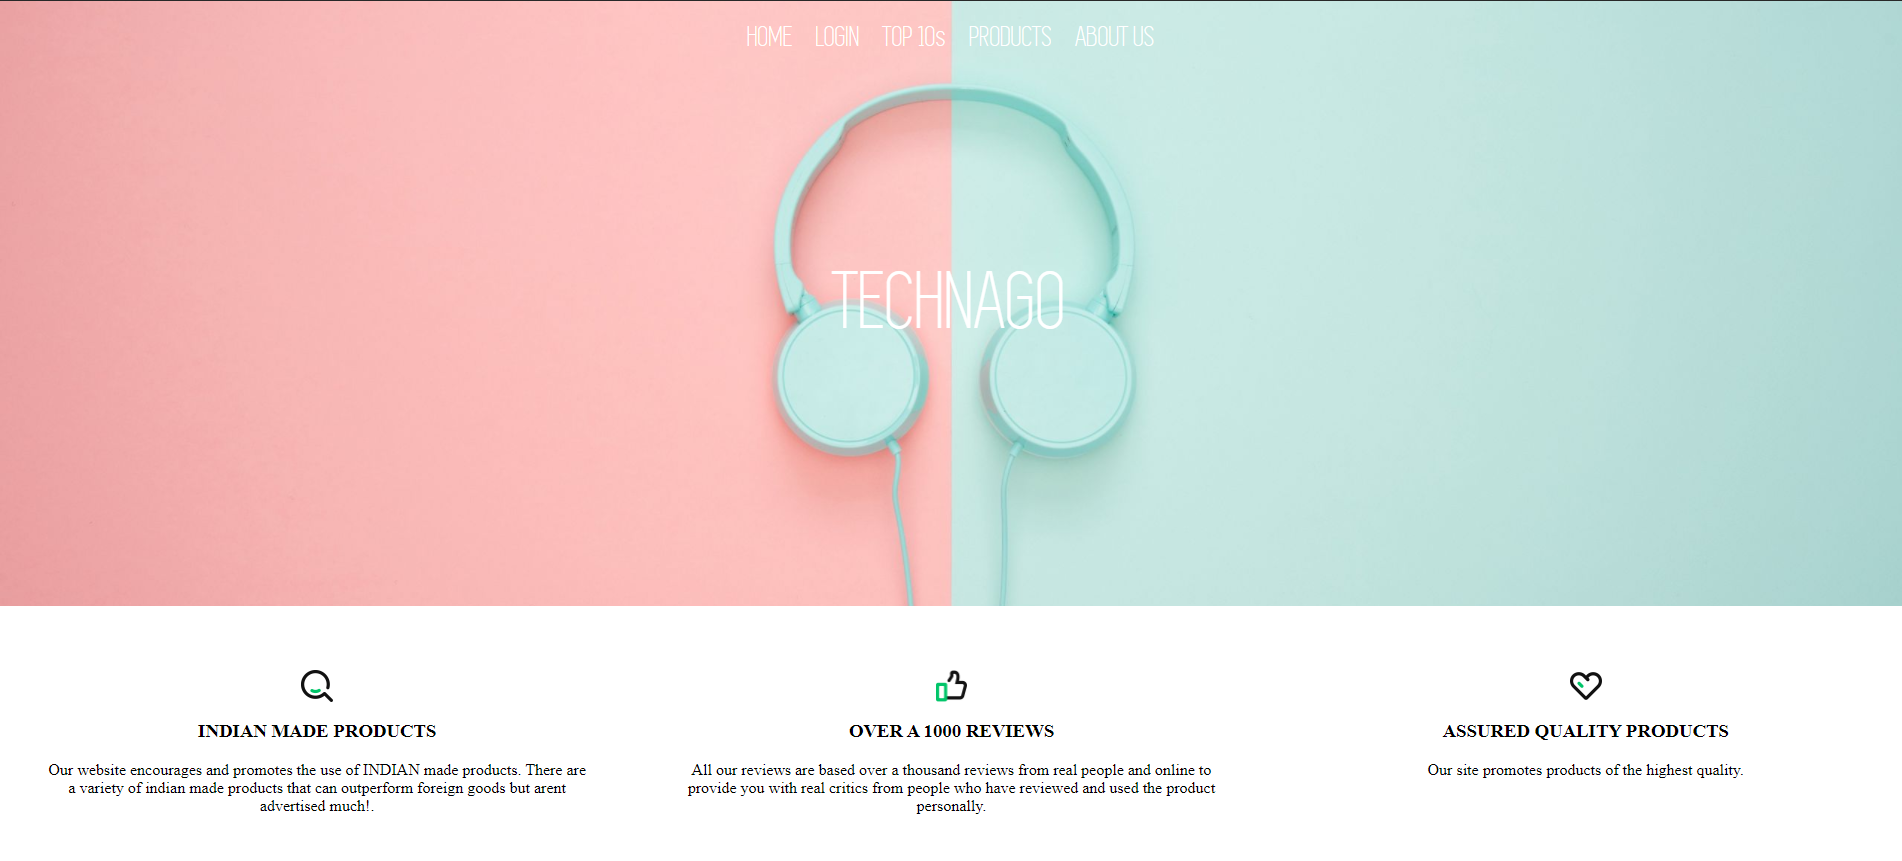 HOME LOGIN TOP 10s PRODUCTS ABOUT US
TECHNAGO
INDIAN MADE PRODUCTS
Our website encourages and promotes the use of INDIAN made products. There are
a variety of indian made products that can outperform foreign goods but arent
advertised much!.
OVER A 1000 REVIEWS
All our reviews are based over a thousand reviews from real people and online to
provide you with real critics from people who have reviewed and used the product
personally.
ASSURED QUALITY PRODUCTS
Our site promotes products of the highest quality.